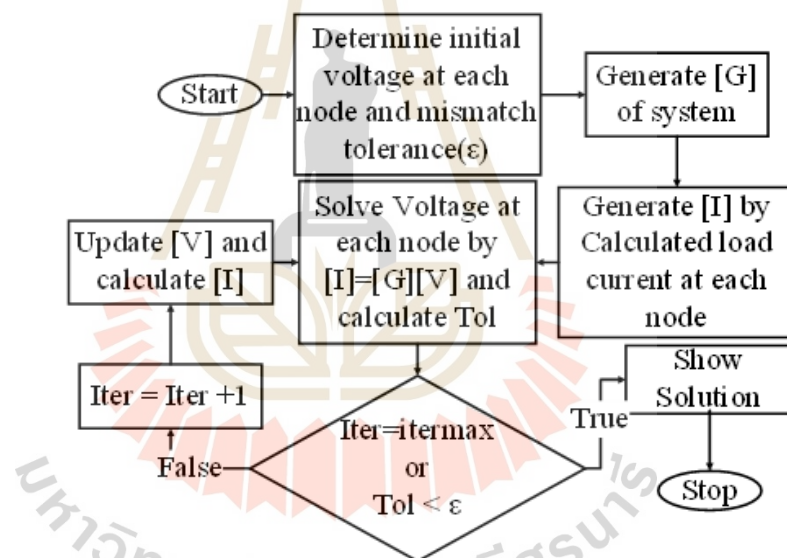 Start
Determine initial
voltage at each
node and mismatch
tolerance(ε)
Generate [G]
of system
Generate [I] by
Calculated load
current at each
node
Solve Voltage at
each node by
[I]=[G][V] and
calculate Tol
Update [V] and
calculate [I]
Iter = Iter +1
False
Iter=itermax
or
Tol < ε
True
Show
Solution
Stop